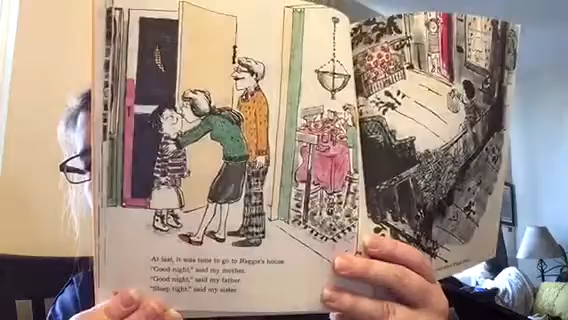 At last, it was time to go to Reggie's house.
"Good night," said my mother.
"Good night," said my father.
"Sleep tight," said my sister.